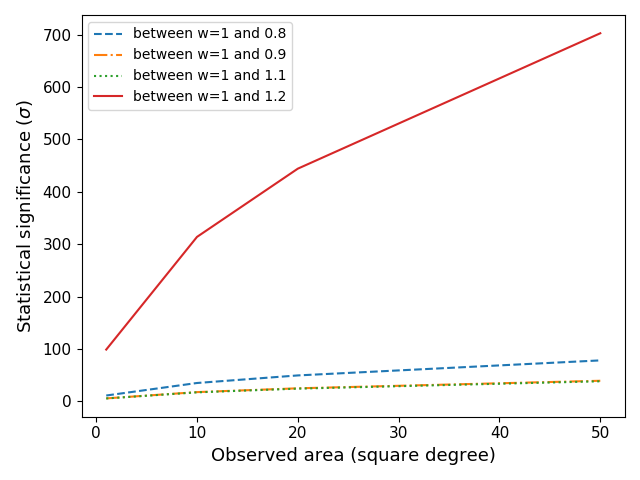 between w=1 and 0.8
between w=1 and 0.9
between w=1 and 1.1
between w=1 and 1.2
Statistical significance (σ)
700
600
500
400
300
200
100
0
0 10 20 30 40 50
Observed area (square degree)